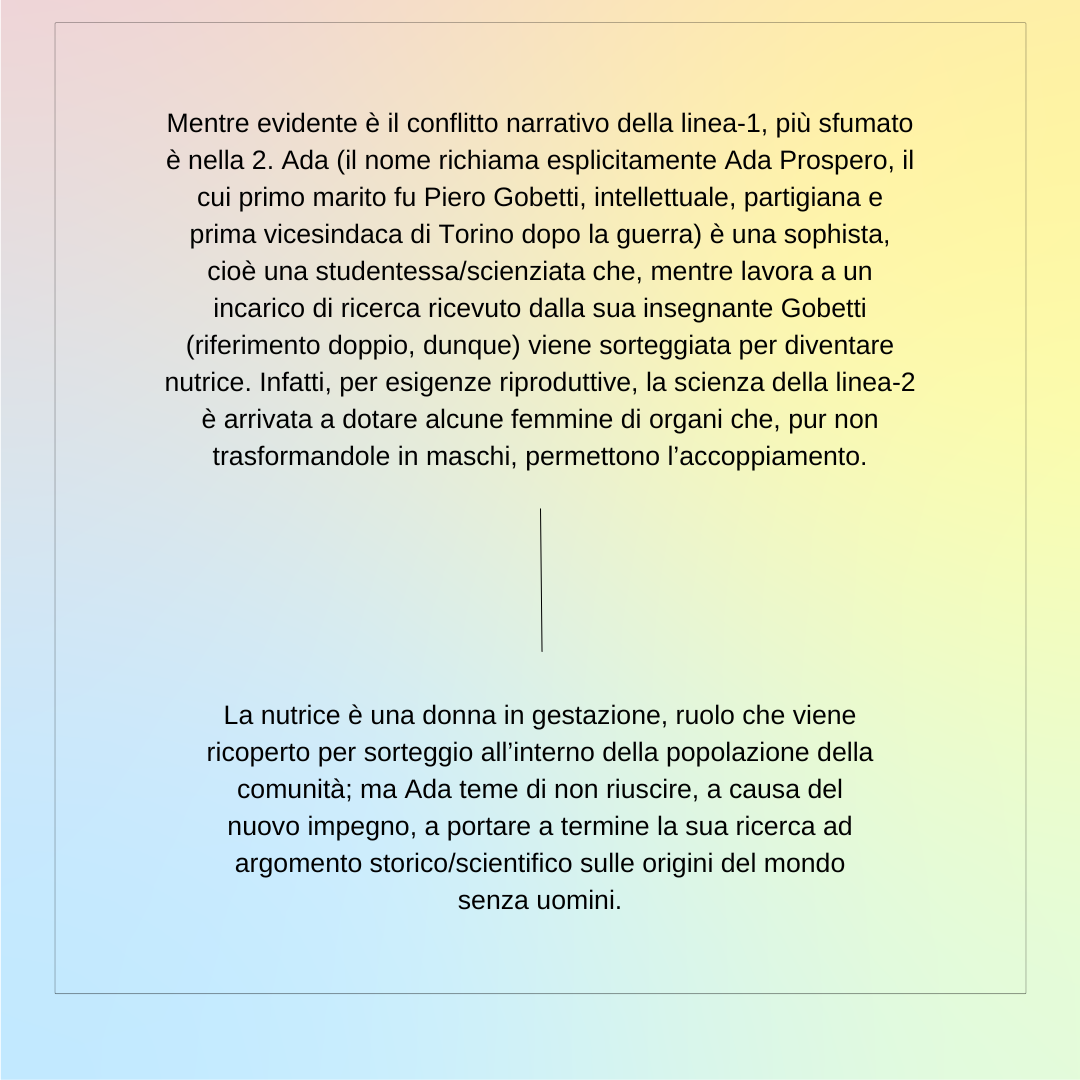 Mentre evidente è il conflitto narrativo della linea-1, più sfumato
è nella 2. Ada (il nome richiama esplicitamente Ada Prospero, il
cui primo marito fu Piero Gobetti, intellettuale, partigiana e
prima vicesindaca di Torino dopo la guerra) è una sophista,
cioè una studentessa/scienziata che, mentre lavora a un
incarico di ricerca ricevuto dalla sua insegnante Gobetti
(riferimento doppio, dunque) viene sorteggiata per diventare
nutrice. Infatti, per esigenze riproduttive, la scienza della linea-2
è arrivata a dotare alcune femmine di organi che, pur non
trasformandole in maschi, permettono l’accoppiamento.
La nutrice è una donna in gestazione, ruolo che viene
ricoperto per sorteggio all’interno della popolazione della
comunità; ma Ada teme di non riuscire, a causa del
nuovo impegno, a portare a termine la sua ricerca ad
argomento storico/scientifico sulle origini del mondo
senza uomini.